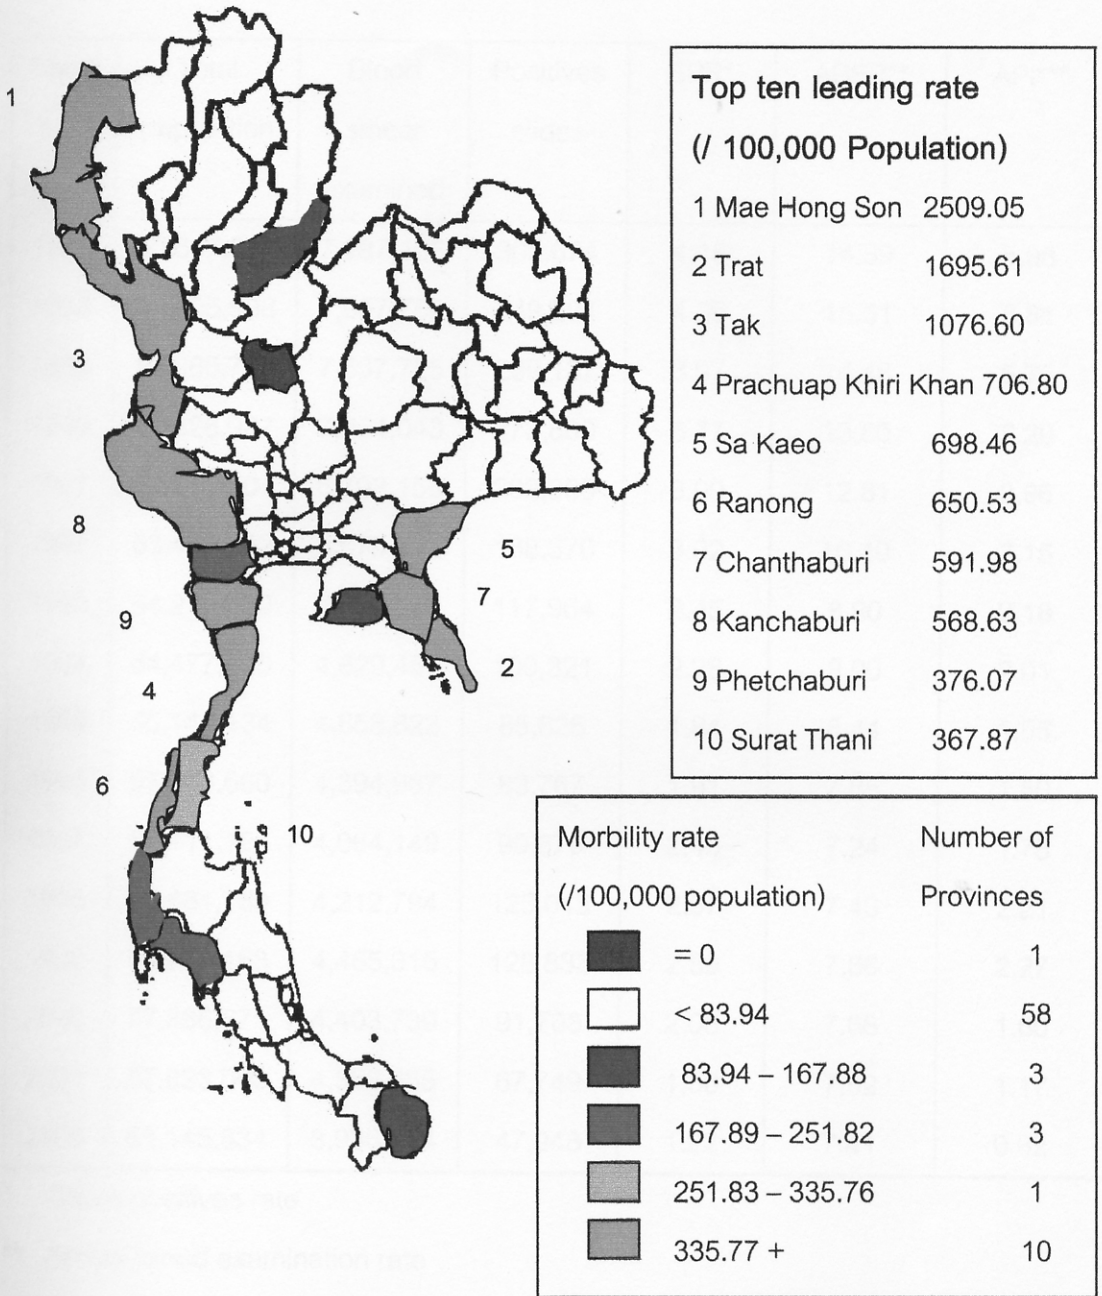 1
3
8
9
4
6
10
5
7
2
Top ten leading rate
(/ 100,000 Population)
1 Mae Hong Son 2509.05
2 Trat 1695.61
3 Tak 1076.60
4 Prachuap Khiri Khan 706.80
5 Sa Kaeo 698.46
6 Ranong 650.53
7 Chanthaburi 591.98
8 Kanchaburi 568.63
9 Phetchaburi 376.07
10 Surat Thani 367.87
Morbility rate Number of
(/100,000 population) Provinces
= 0 1
< 83.94 58
83.94 – 167.88 3
167.89 – 251.82 3
251.83 – 335.76 1
335.77 + 10